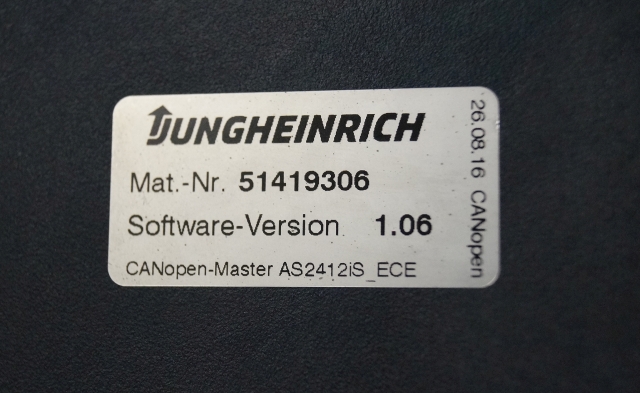 JUNGHEINRICH
Mat.-Nr. 51419306
Software-Version 1.06
CANopen-Master AS2412iS_ECE
26.08.16 CANopen